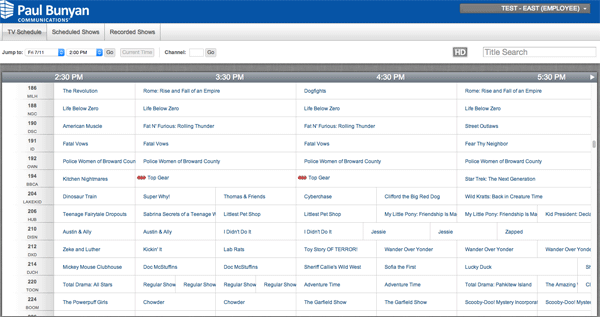 Paul Bunyan
COMMUNICATIONS
TEST - EAST (EMPLOYEE)
TV Schedule Scheduled Shows Recorded Shows
Jump to: Fri 7/11 2:00 PM Go Current Time Channel: Go HD Title Search
2:30 PM 3:30 PM 4:30 PM 5:30 PM
186 MILH The Revolution Rome: Rise and Fall of an Empire Dogfights Rome: Rise and Fall of an Empire
188 NGC Life Below Zero Life Below Zero Life Below Zero Life Below Zero
190 DSC American Muscle Fat N' Furious: Rolling Thunder Fat N' Furious: Rolling Thunder Street Outlaws
191 ID Fatal Vows Fatal Vows Fatal Vows Fear Thy Neighbor
192 OWN Police Women of Broward Coun Police Women of Broward County Police Women of Broward County Police Women of Broward County
194 BBCA Kitchen Nightmares Top Gear Top Gear Star Trek: The Next Generation
204 LAKEKID Dinosaur Train Super Why! Thomas & Friends Cyberchase Clifford the Big Red Dog Wild Kratts: Back in Creature Time
206 HUB Teenage Fairytale Dropouts Sabrina Secrets of a Teenage W Littlest Pet Shop Littlest Pet Shop My Little Pony: Friendship Is Ma My Little Pony: Friendship Is Ma Kid President: Decla
210 DISN Austin & Ally Austin & Ally I Didn't Do It I Didn't Do It Jessie Jessie Zapped
212 DXD Zeke and Luther Kickin' It Lab Rats Toy Story OF TERROR! Wander Over Yonder Wander Over Yonder Wander Over Yonde
214 DJCH Mickey Mouse Clubhouse Doc McStuffins Doc McStuffins Sheriff Callie's Wild West Sofia the First Lucky Duck Sh
220 TOON Total Drama: All Stars Regular Show Regular Show Regular Show Regular Sho Adventure Time Adventure Time Total Drama: Pahkitew Island The Amazing
224 BOOM The Powerpuff Girls Chowder Chowder The Garfield Show The Garfield Show Scooby-Doo! Mystery Incorporat Scooby-Doo! Myst